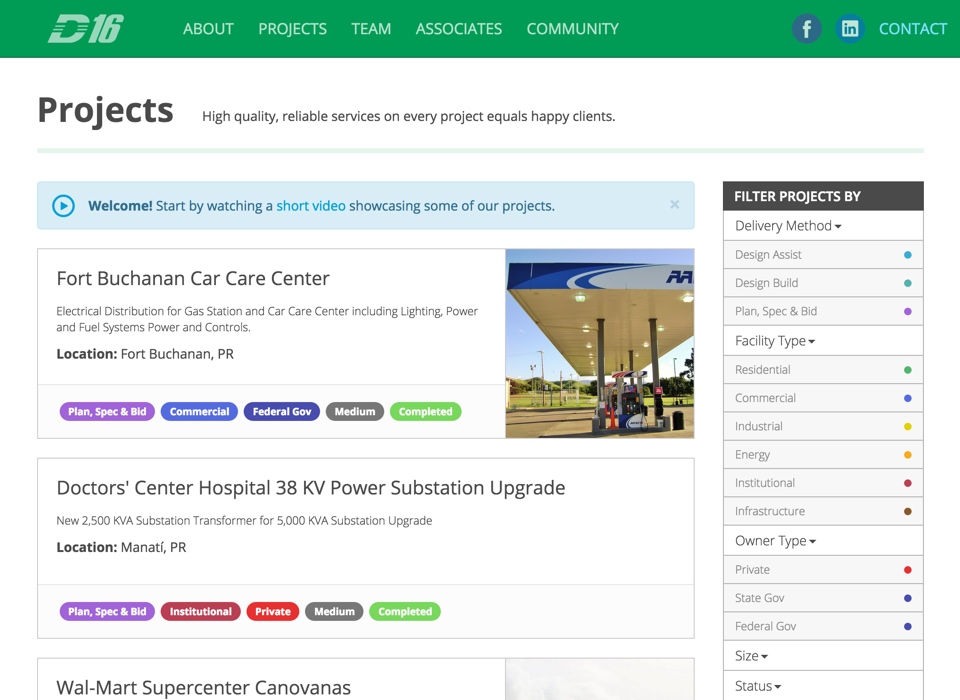 D16
ABOUT
PROJECTS
TEAM
ASSOCIATES
COMMUNITY
f
in
CONTACT
Projects
High quality, reliable services on every project equals happy clients.
Welcome! Start by watching a short video showcasing some of our projects.
×
Fort Buchanan Car Care Center
Electrical Distribution for Gas Station and Car Care Center including Lighting, Power
and Fuel Systems Power and Controls.
Location: Fort Buchanan, PR
Plan, Spec & Bid
Commercial
Federal Gov
Medium
Completed
Doctors' Center Hospital 38 KV Power Substation Upgrade
New 2,500 KVA Substation Transformer for 5,000 KVA Substation Upgrade
Location: Manatí, PR
Plan, Spec & Bid
Institutional
Private
Medium
Completed
Wal-Mart Supercenter Canovanas
FILTER PROJECTS BY
Delivery Method
Design Assist
Design Build
Plan, Spec & Bid
Facility Type
Residential
Commercial
Industrial
Energy
Institutional
Infrastructure
Owner Type
Private
State Gov
Federal Gov
Size
Status